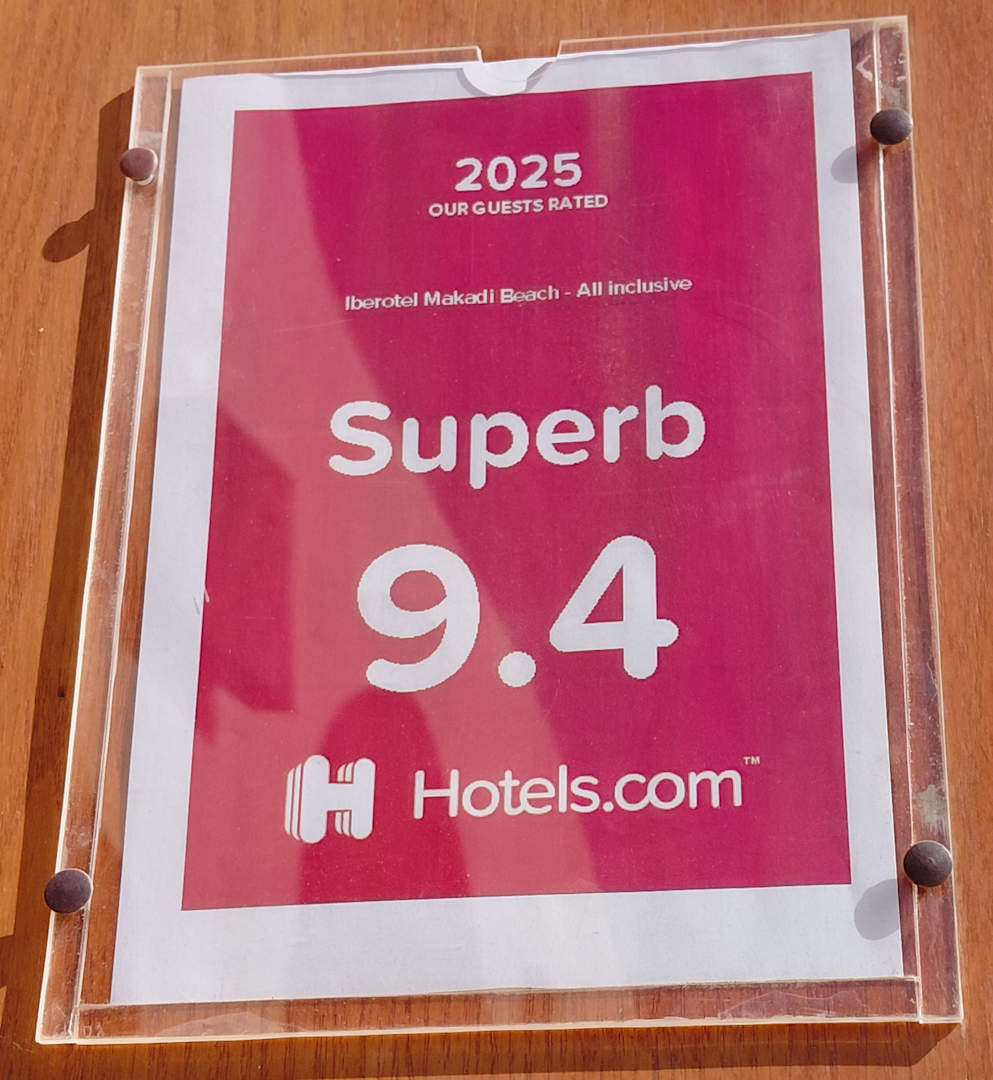 2025
OUR GUESTS RATED
Iberotel Makadi Beach - All inclusive
Superb
9.4
H Hotels.com™